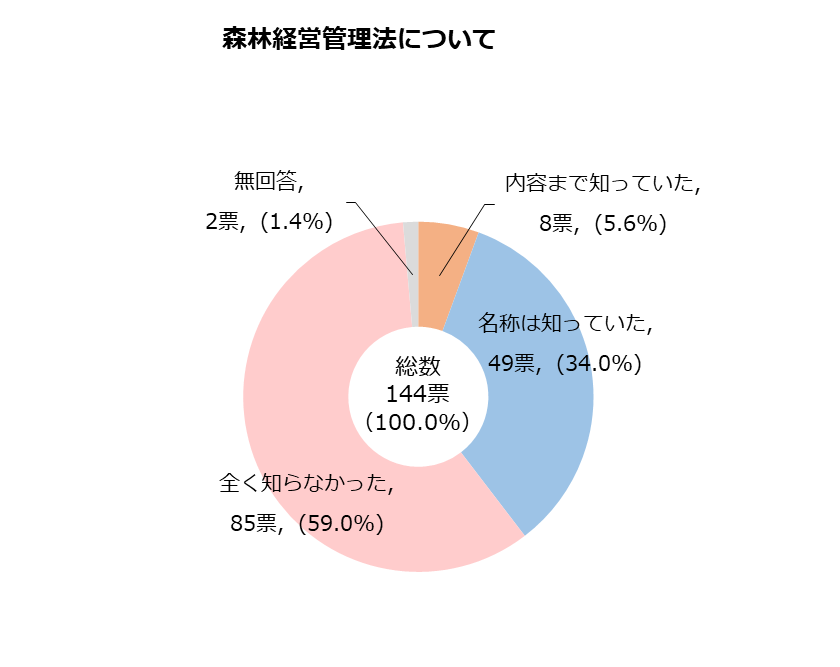 森林経営管理法について
無回答,
2票,  (1.4%)
内容まで知っていた,
8票,  (5.6%)
名称は知っていた,
49票,  (34.0%)
総数
144票
（100.0%）
全く知らなかった,
85票,  (59.0%)